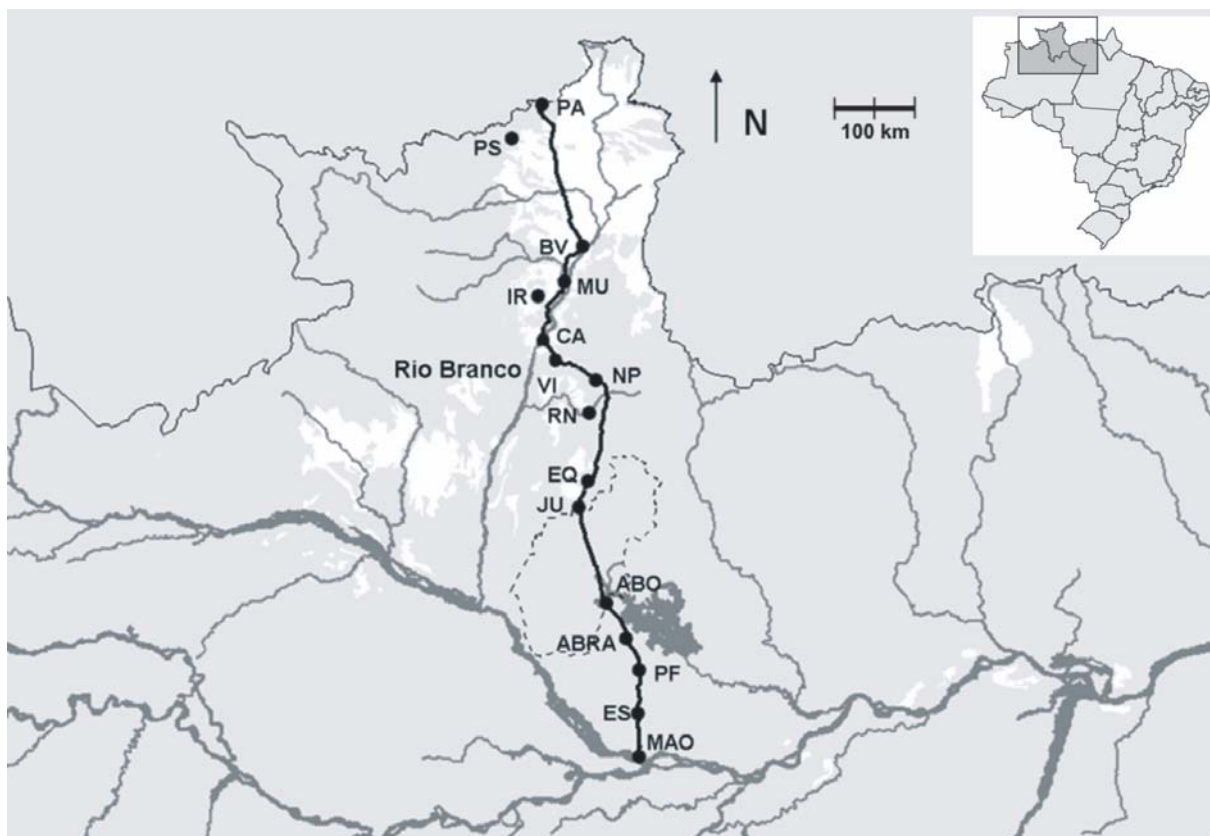 PA
N
100 km
PS
BV
MU
IR
CA
Rio Branco
VI
NP
RN
EQ
JU
ABO
ABRA
PF
ES
MAO